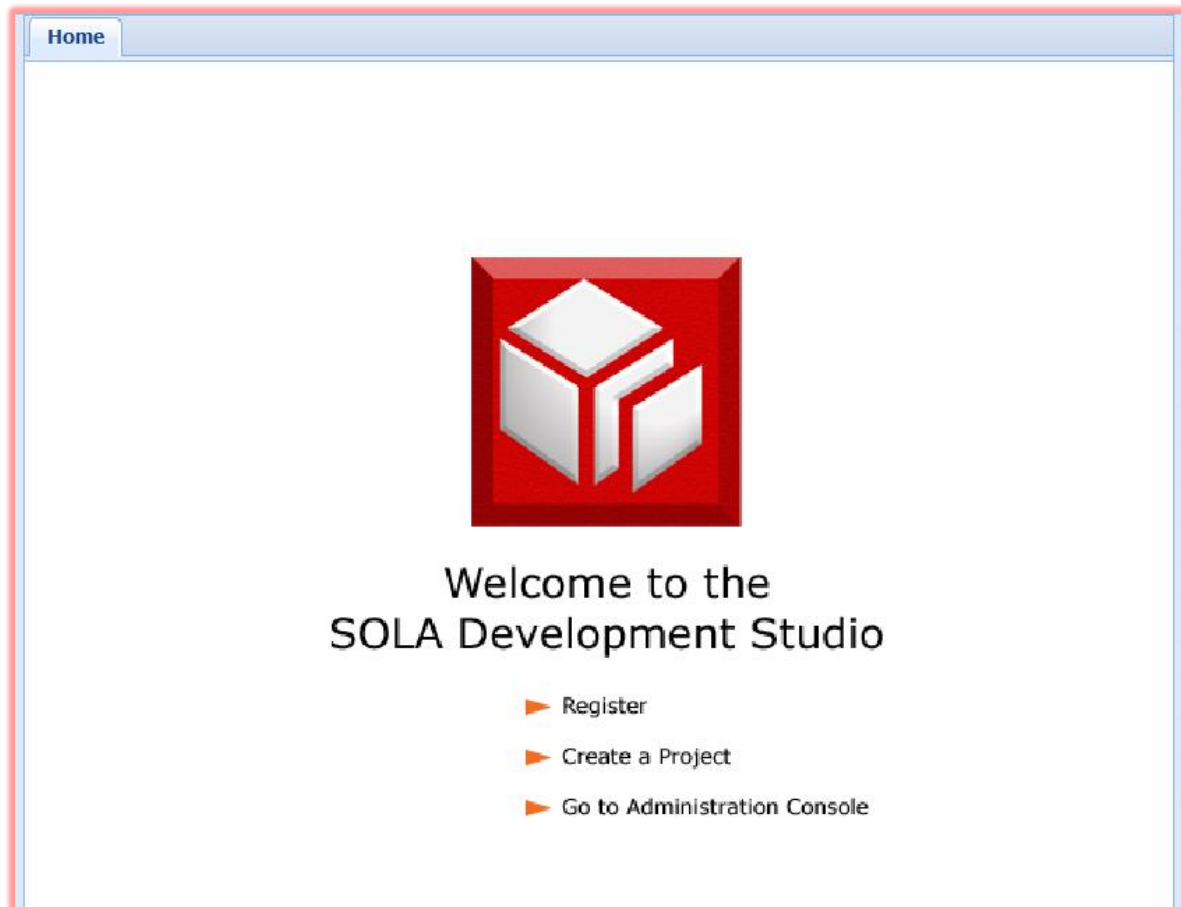 Home
Welcome to the
SOLA Development Studio
Register
Create a Project
Go to Administration Console